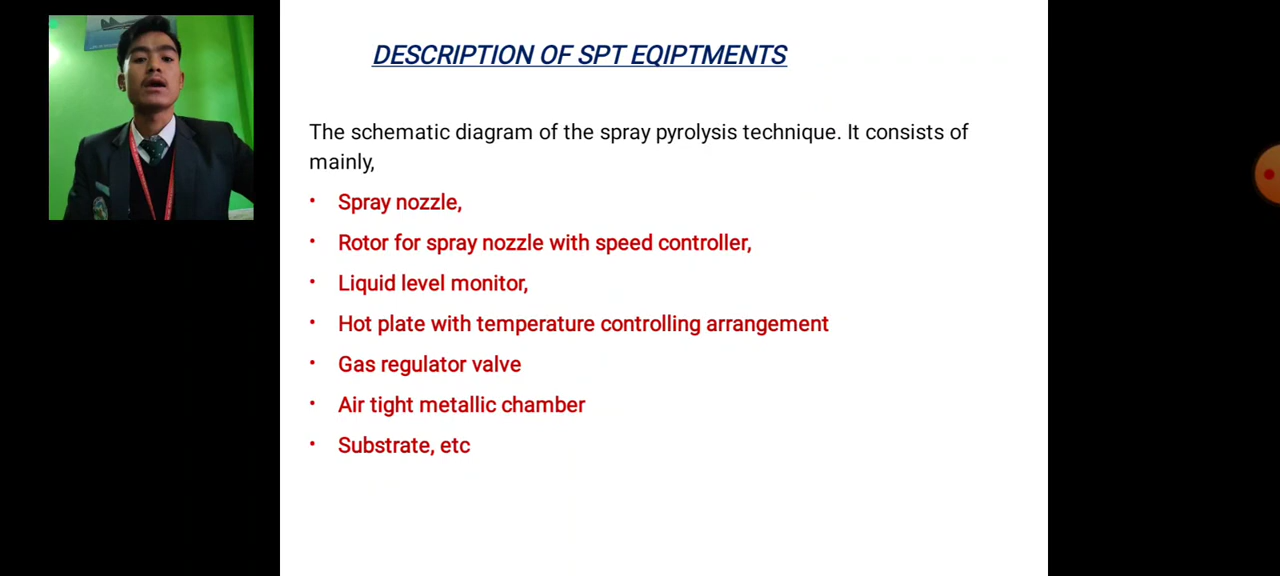 DESCRIPTION OF SPT EQIPTMENTS
The schematic diagram of the spray pyrolysis technique. It consists of
mainly,
• Spray nozzle,
• Rotor for spray nozzle with speed controller,
• Liquid level monitor,
• Hot plate with temperature controlling arrangement
• Gas regulator valve
• Air tight metallic chamber
• Substrate, etc